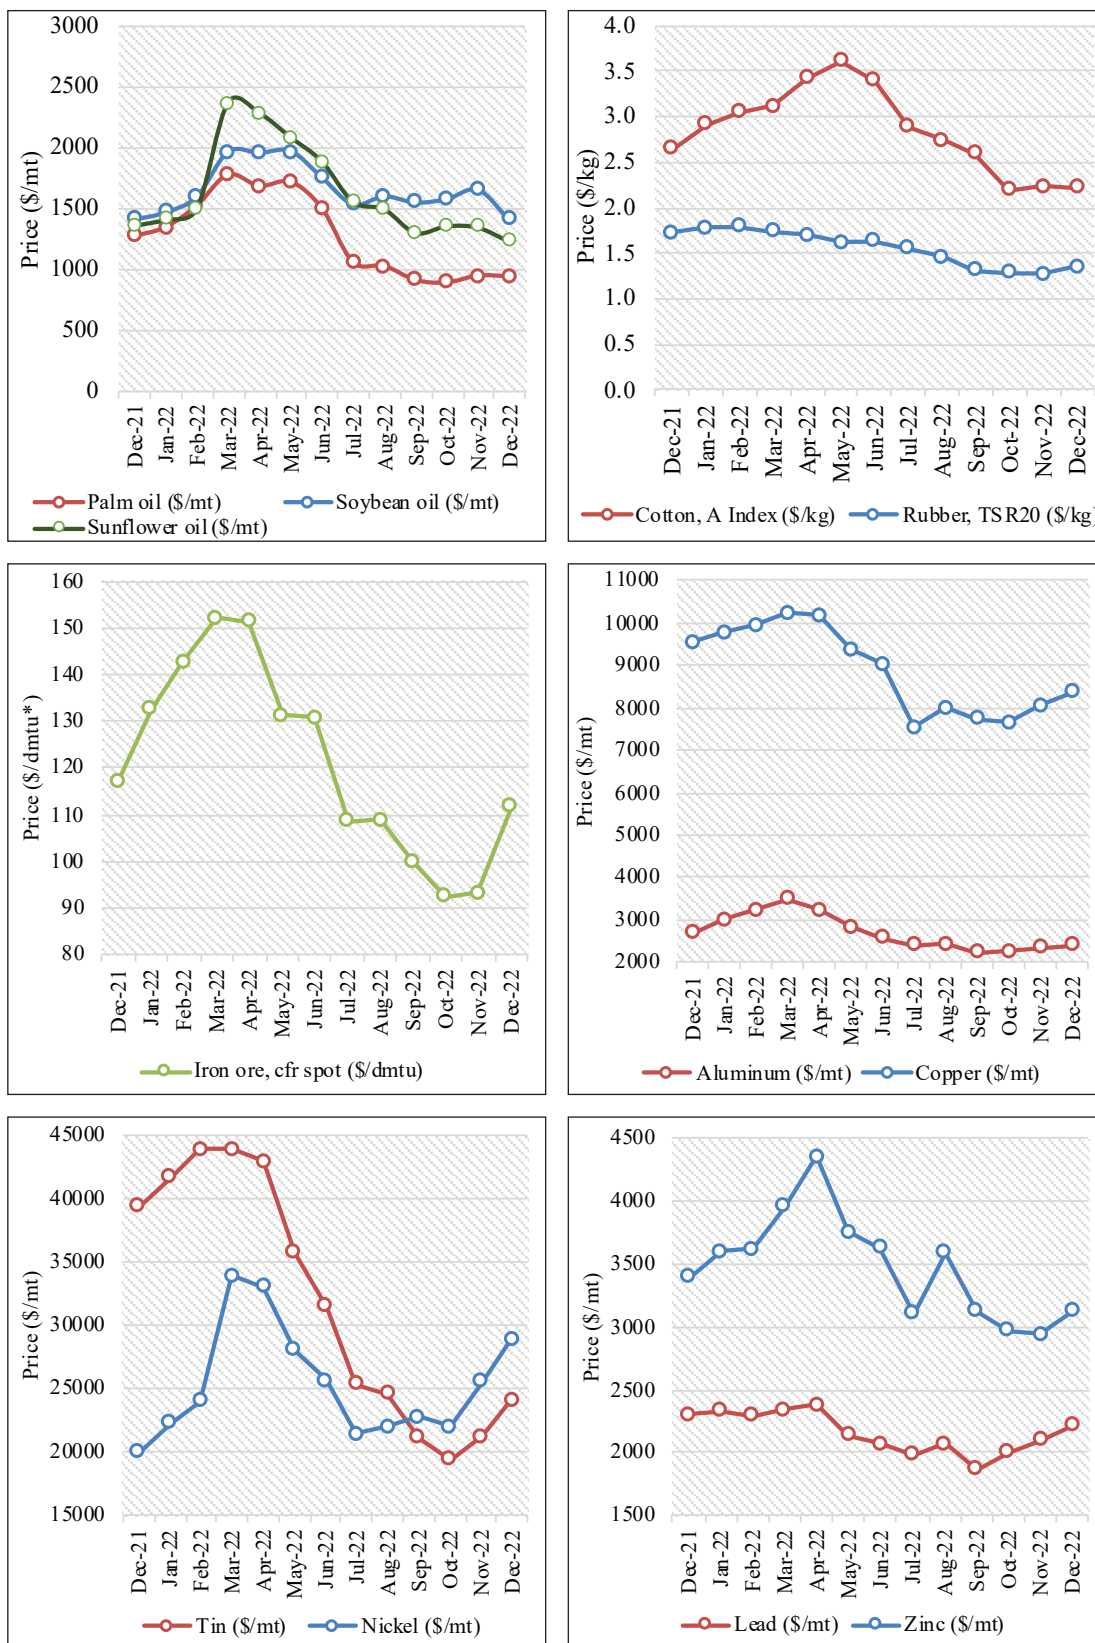 3000
2500
2000
1500
1000
500
0
Price ($/mt)
Dec-21
Jan-22
Feb-22
Mar-22
Apr-22
May-22
Jun-22
Jul-22
Aug-22
Sep-22
Oct-22
Nov-22
Dec-22
Palm oil ($/mt)
Soybean oil ($/mt)
Sunflower oil ($/mt)
4.0
3.5
3.0
2.5
2.0
1.5
1.0
0.5
0.0
Price ($/kg)
Dec-21
Jan-22
Feb-22
Mar-22
Apr-22
May-22
Jun-22
Jul-22
Aug-22
Sep-22
Oct-22
Nov-22
Dec-22
Cotton, A Index ($/kg)
Rubber, TSR20 ($/kg)
160
150
140
130
120
110
100
90
80
Price ($/dmtu*)
Dec-21
Jan-22
Feb-22
Mar-22
Apr-22
May-22
Jun-22
Jul-22
Aug-22
Sep-22
Oct-22
Nov-22
Dec-22
Iron ore, cfr spot ($/dmtu)
11000
10000
9000
8000
7000
6000
5000
4000
3000
2000
Price ($/mt)
Dec-21
Jan-22
Feb-22
Mar-22
Apr-22
May-22
Jun-22
Jul-22
Aug-22
Sep-22
Oct-22
Nov-22
Dec-22
Aluminum ($/mt)
Copper ($/mt)
45000
40000
35000
30000
25000
20000
15000
Price ($/mt)
Dec-21
Jan-22
Feb-22
Mar-22
Apr-22
May-22
Jun-22
Jul-22
Aug-22
Sep-22
Oct-22
Nov-22
Dec-22
Tin ($/mt)
Nickel ($/mt)
4500
4000
3500
3000
2500
2000
1500
Price ($/mt)
Dec-21
Jan-22
Feb-22
Mar-22
Apr-22
May-22
Jun-22
Jul-22
Aug-22
Sep-22
Oct-22
Nov-22
Dec-22
Lead ($/mt)
Zinc ($/mt)